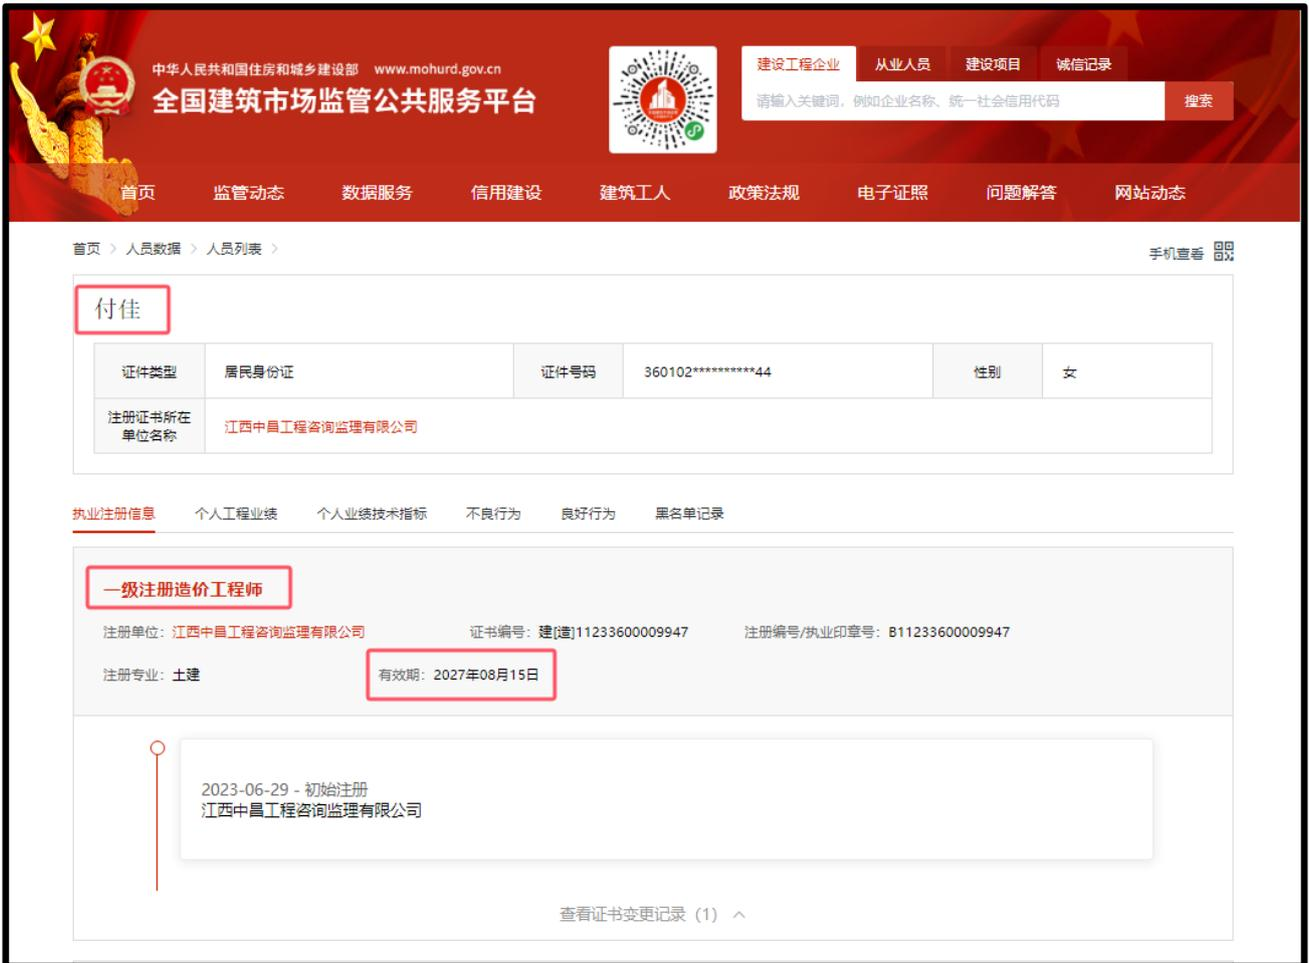 中华人民共和国住房和城乡建设部 www.mohurd.gov.cn
全国建筑市场监管公共服务平台
建设工程企业 从业人员 建设项目 诚信记录
请输入关键词，例如企业名称、统一社会信用代码 搜索
首页 监管动态 数据服务 信用建设 建筑工人 政策法规 电子证照 问题解答 网站动态
首页 > 人员数据 > 人员列表 >
手机查看
付佳
证件类型 居民身份证 证件号码 360102**********44 性别 女
注册证书所在
单位名称
江西中昌工程咨询监理有限公司
执业注册信息 个人工程业绩 个人业绩技术指标 不良行为 良好行为 黑名单记录
一级注册造价工程师
注册单位：江西中昌工程咨询监理有限公司 证书编号：建[造]11233600009947 注册编号/执业印章号：B11233600009947
注册专业：土建 有效期：2027年08月15日
2023-06-29 - 初始注册
江西中昌工程咨询监理有限公司
查看证书变更记录（1）